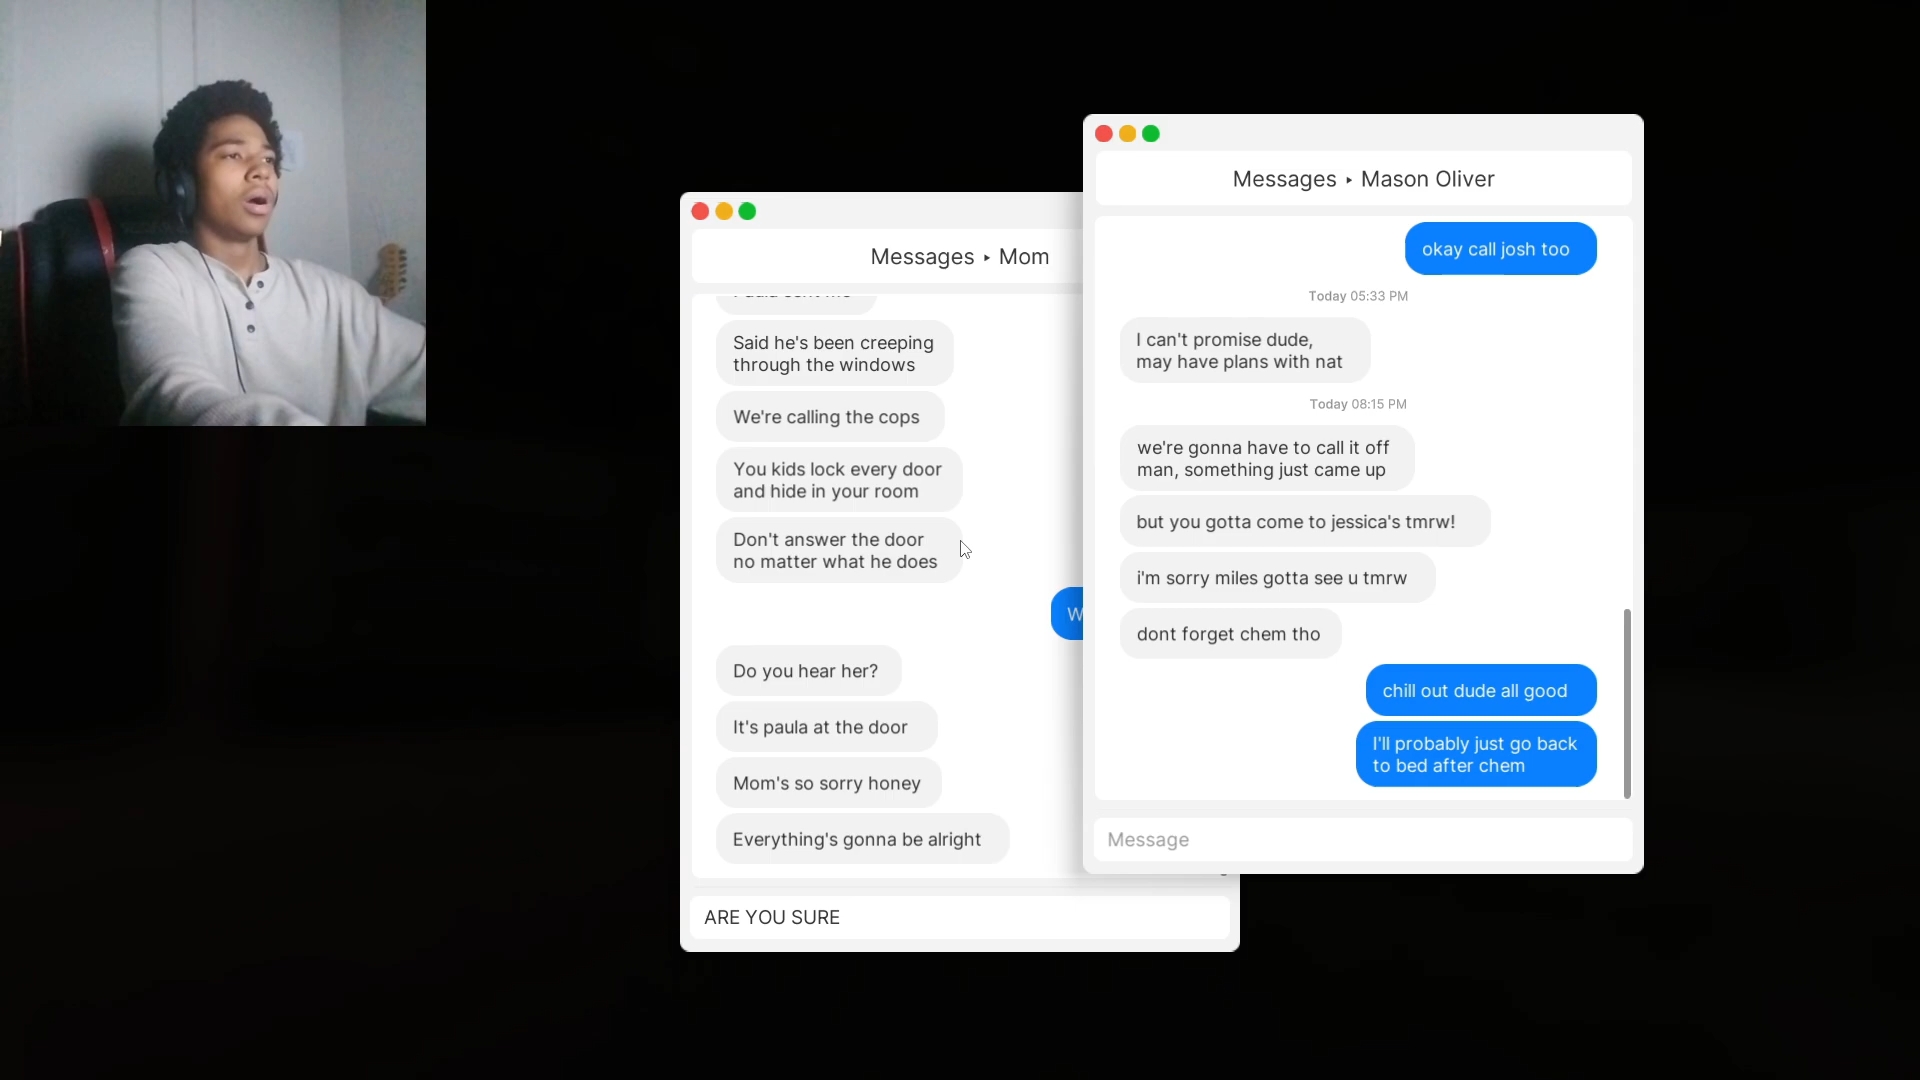 Messages ‣ Mom
Said he's been creeping
through the windows
We're calling the cops
You kids lock every door
and hide in your room
Don't answer the door
no matter what he does
Do you hear her?
It's paula at the door
Mom's so sorry honey
Everything's gonna be alright
ARE YOU SURE
Messages ‣ Mason Oliver
okay call josh too
Today 05:33 PM
I can't promise dude,
may have plans with nat
Today 08:15 PM
we're gonna have to call it off
man, something just came up
but you gotta come to jessica's tmrw!
i'm sorry miles gotta see u tmrw
dont forget chem tho
chill out dude all good
I'll probably just go back
to bed after chem
Message